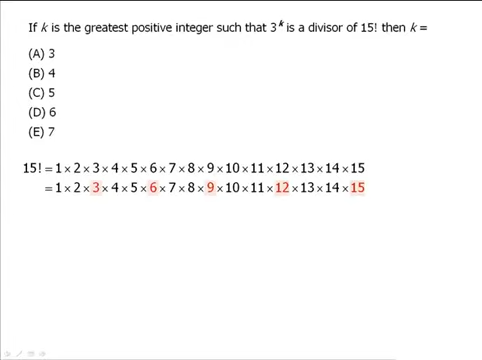 If k is the greatest positive integer such that 3^k is a divisor of 15! then k =
(A) 3
(B) 4
(C) 5
(D) 6
(E) 7
15! = 1 × 2 × 3 × 4 × 5 × 6 × 7 × 8 × 9 × 10 × 11 × 12 × 13 × 14 × 15
= 1 × 2 × 3 × 4 × 5 × 6 × 7 × 8 × 9 × 10 × 11 × 12 × 13 × 14 × 15